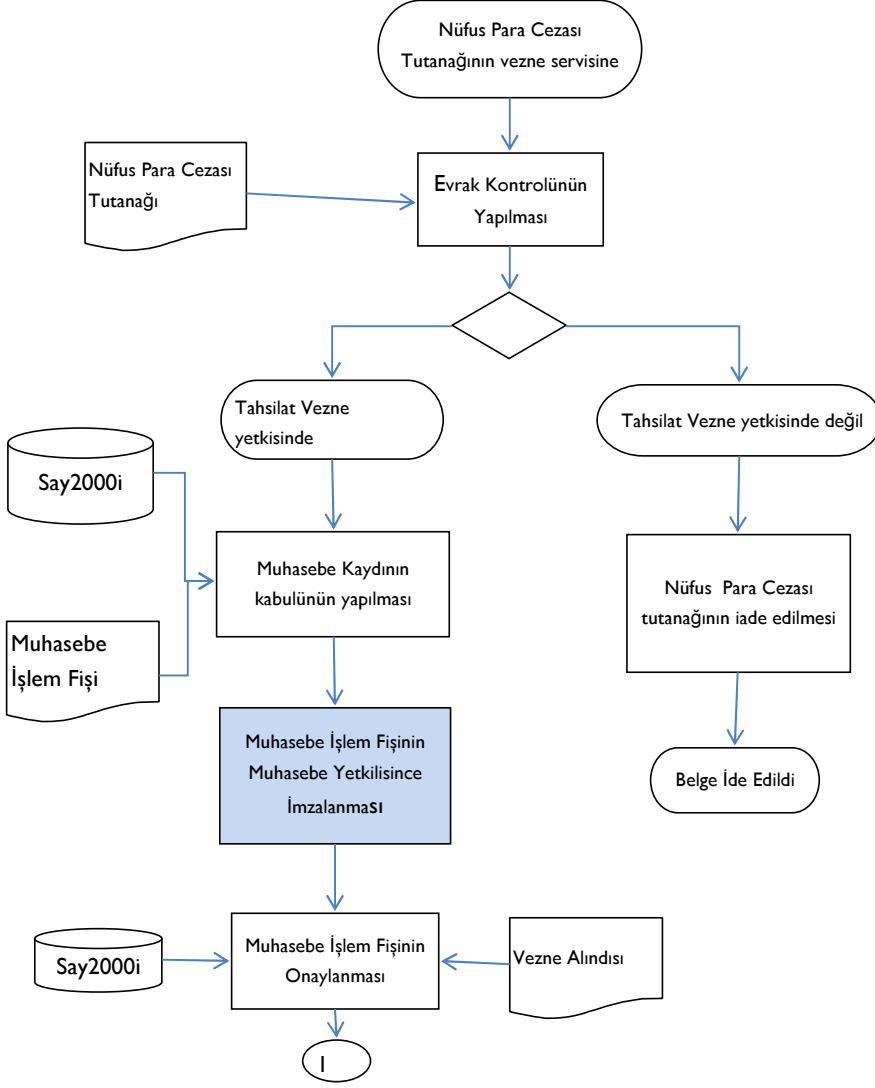 Nüfus Para Cezası
Tutanağının vezne servisine
Nüfus Para Cezası
Tutanağı
Evrak Kontrolünün
Yapılması
Tahsilat Vezne
yetkisinde
Tahsilat Vezne yetkisinde değil
Say2000i
Muhasebe Kaydının
kabulünün yapılması
Nüfus Para Cezası
tutanağının iade edilmesi
Muhasebe
İşlem Fişi
Muhasebe İşlem Fişinin
Muhasebe Yetkilisince
İmzalanması
Belge İde Edildi
Say2000i
Muhasebe İşlem Fişinin
Onaylanması
Vezne Alındısı
1